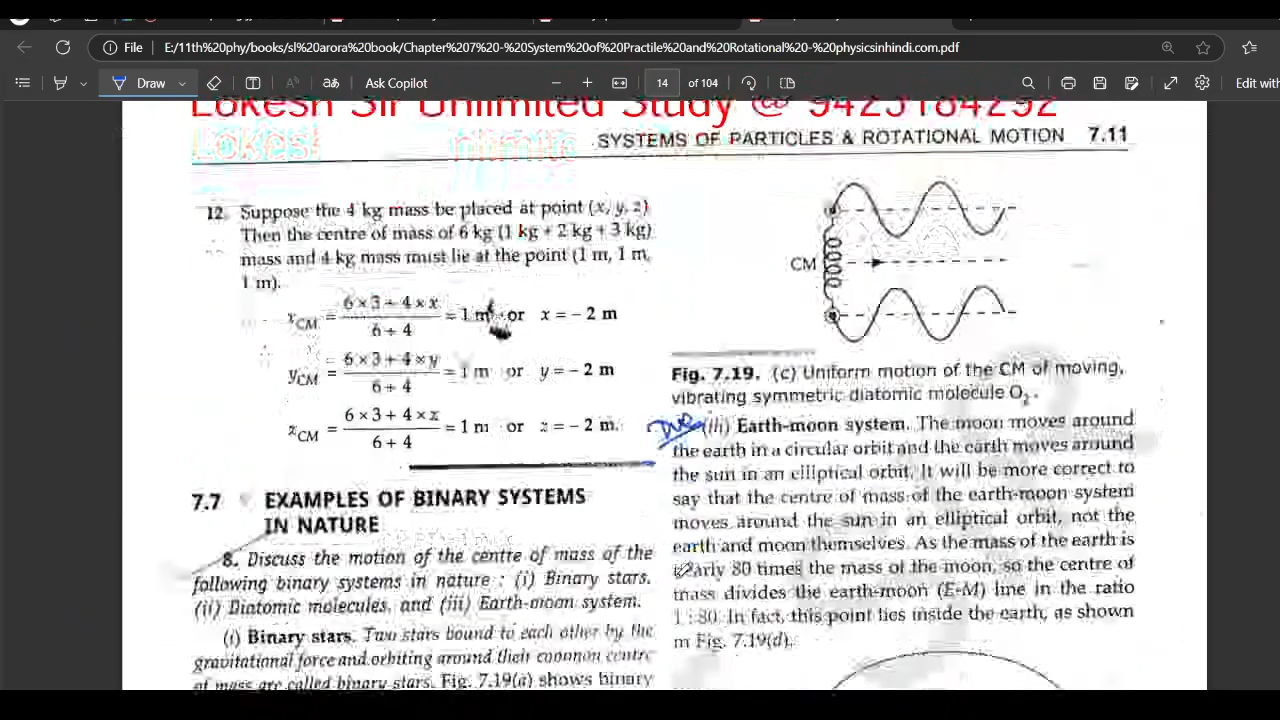 File
E:/11th%20phy/books/sl%20arora%20book/Chapter%207%20-%20System%20of%20Practile%20and%20Rotational%20-%20physicsinhindi.com.pdf
Draw
aあ
Ask Copilot
14 of 104
Edit with
Lokesh Sir Unlimited Study @ 9425184292
SYSTEMS OF PARTICLES & ROTATIONAL MOTION 7.11
12. Suppose the 4 kg mass be placed at point (x, y, z)
Then the centre of mass of 6 kg (1 kg + 2 kg + 3 kg)
mass and 4 kg mass must lie at the point (1 m, 1 m,
1 m).
xCM = 6 × 3 + 4 × x / 6 + 4 = 1 m or x = – 2 m
yCM = 6 × 3 + 4 × y / 6 + 4 = 1 m or y = – 2 m
zCM = 6 × 3 + 4 × z / 6 + 4 = 1 m or z = – 2 m.
7.7 EXAMPLES OF BINARY SYSTEMS
IN NATURE
8. Discuss the motion of the centre of mass of the
following binary systems in nature : (i) Binary stars.
(ii) Diatomic molecules, and (iii) Earth-moon system.
(i) Binary stars. Two stars bound to each other by the
gravitational force and orbiting around their common centre
of mass are called binary stars. Fig. 7.19(a) shows binary
CM
Fig. 7.19. (c) Uniform motion of the CM of moving,
vibrating symmetric diatomic molecule O2.
(iii) Earth-moon system. The moon moves around
the earth in a circular orbit and the earth moves around
the sun in an elliptical orbit. It will be more correct to
say that the centre of mass of the earth-moon system
moves around the sun in an elliptical orbit, not the
earth and moon themselves. As the mass of the earth is
nearly 80 times the mass of the moon, so the centre of
mass divides the earth-moon (E-M) line in the ratio
1 : 80. In fact, this point lies inside the earth, as shown
in Fig. 7.19(d).